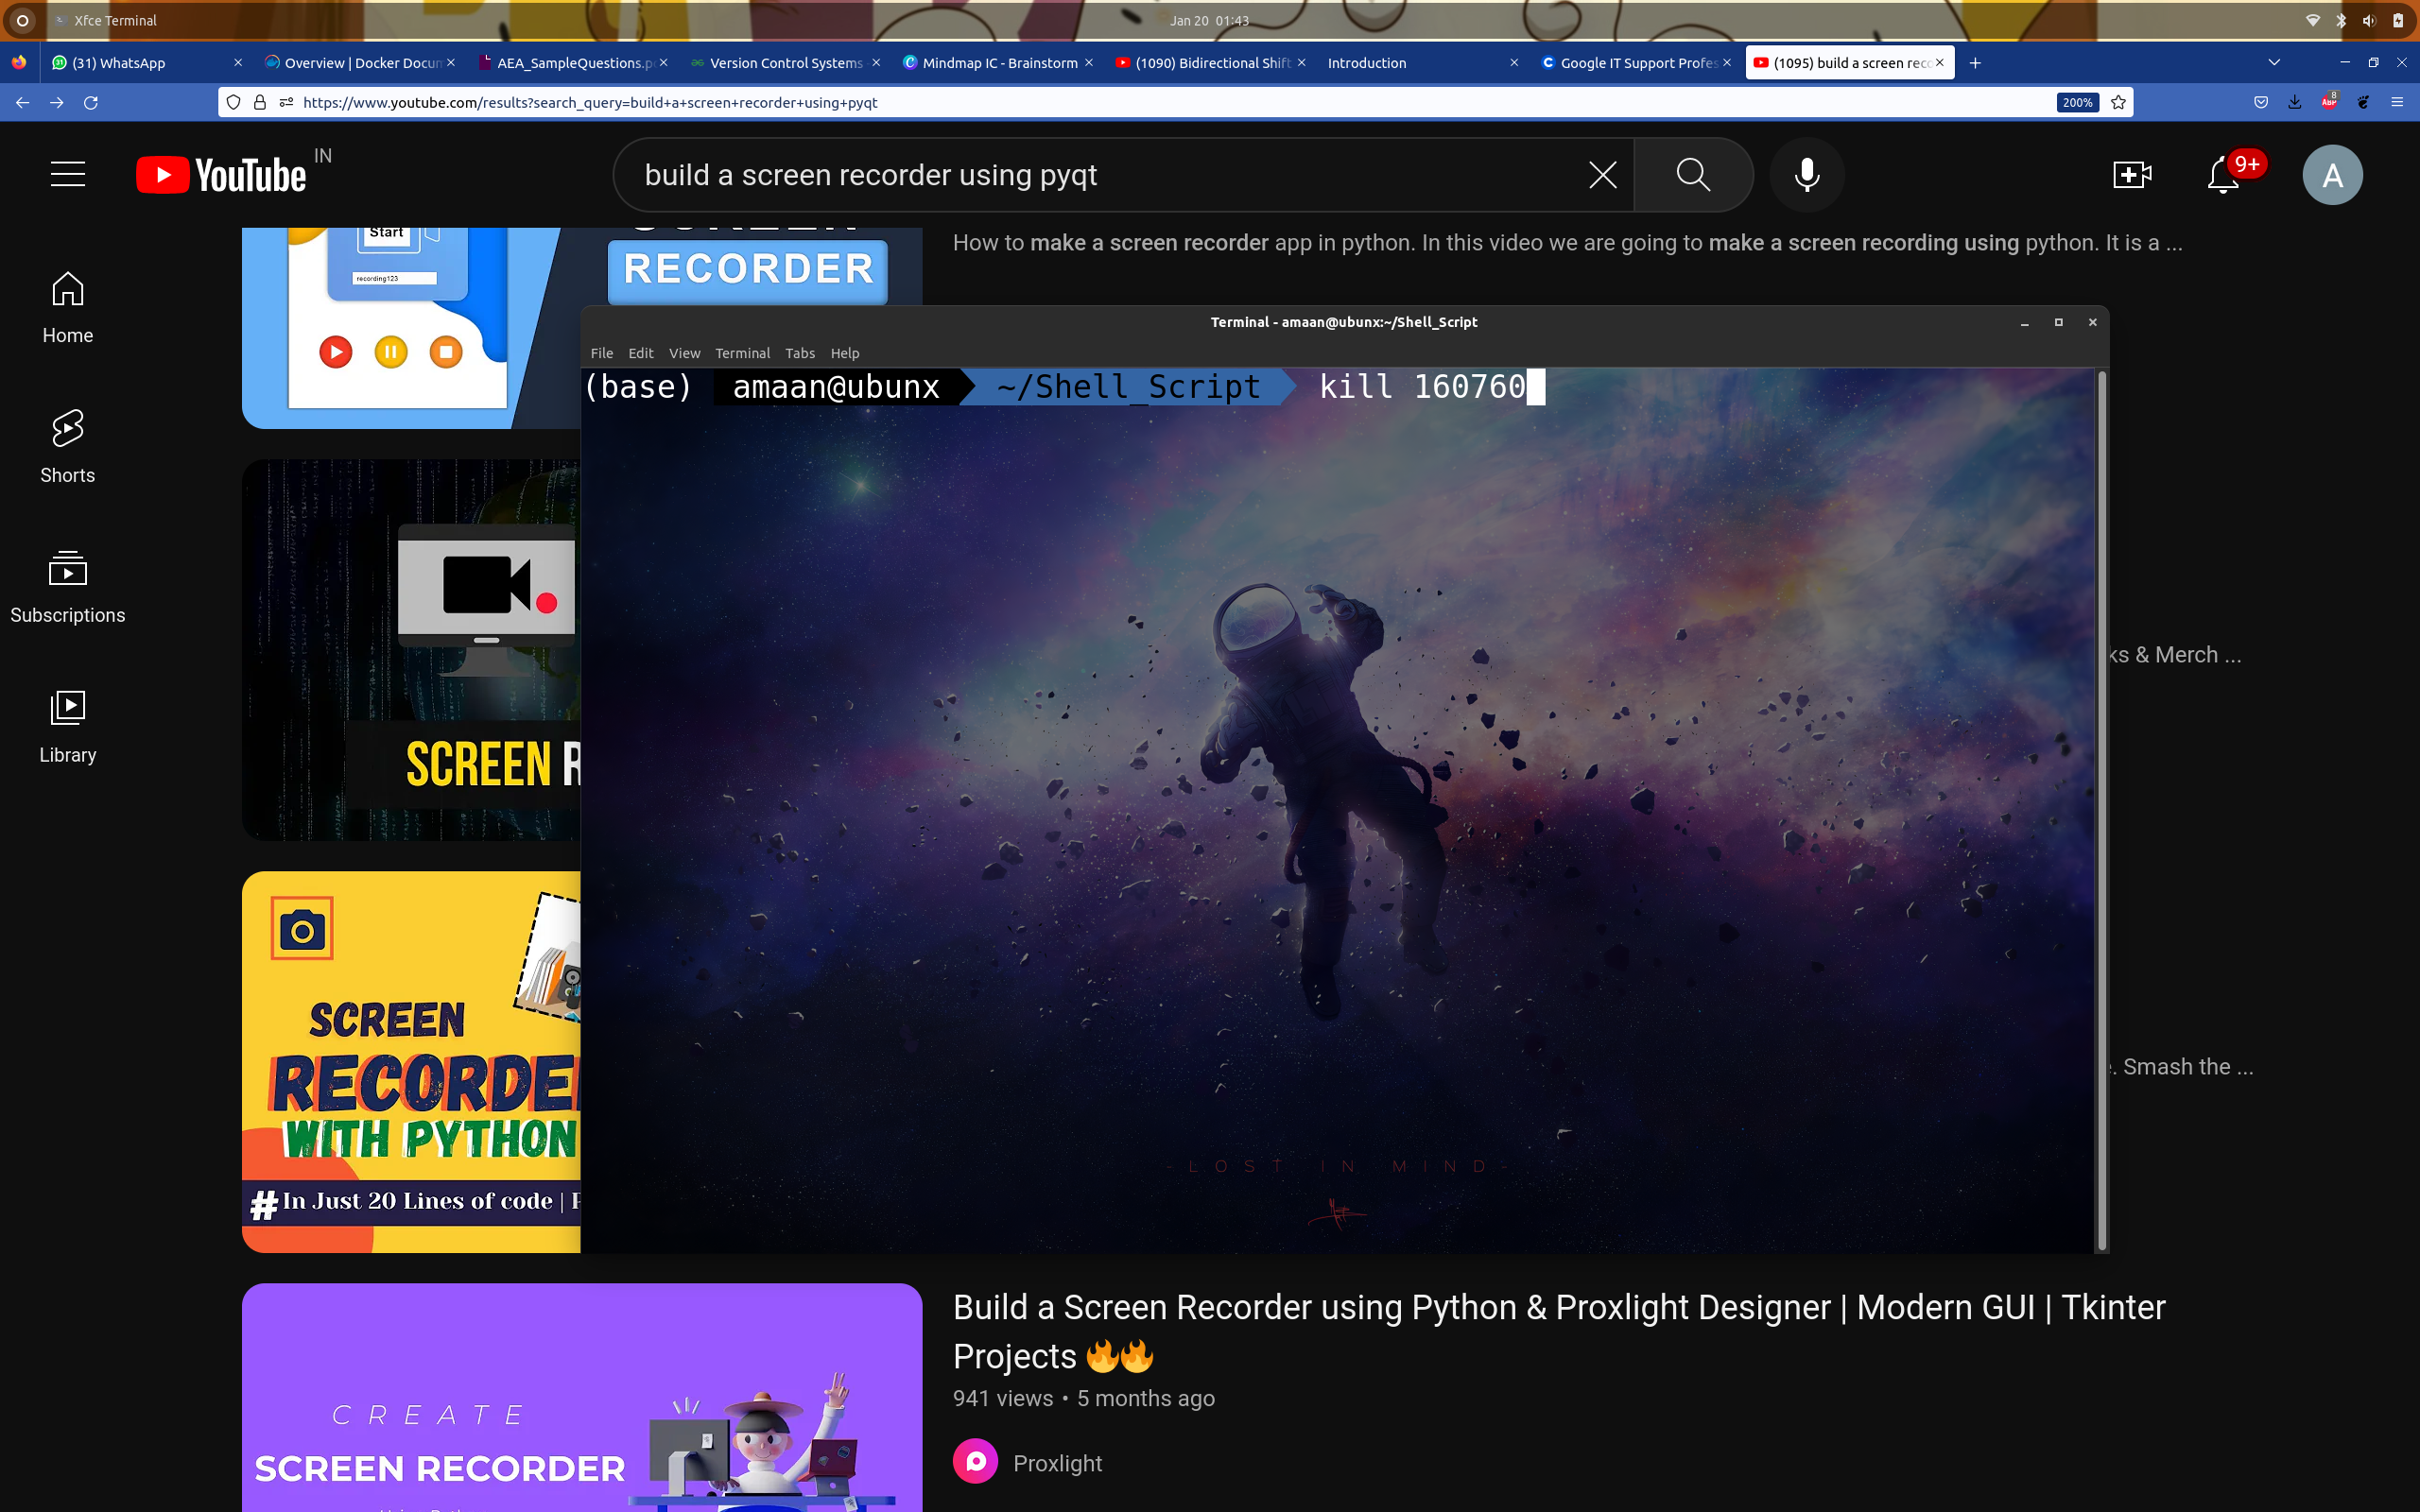 Xfce Terminal
Jan 20 01:43
(31) WhatsApp
Overview | Docker Docum
AEA_SampleQuestions.p
Version Control Systems
Mindmap IC - Brainstorm
(1090) Bidirectional Shift
Introduction
Google IT Support Profes
(1095) build a screen rec
https://www.youtube.com/results?search_query=build+a+screen+recorder+using+pyqt
200%
ABP
8
YouTube
IN
build a screen recorder using pyqt
9+
A
Home
Shorts
Subscriptions
Library
Start
recording123
RECORDER
How to make a screen recorder app in python. In this video we are going to make a screen recording using python. It is a ...
Terminal - amaan@ubunx:~/Shell_Script
File Edit View Terminal Tabs Help
(base) amaan@ubunx ~/Shell_Script kill 160760
- LOST IN MIND -
SCREEN R
ks & Merch ...
SCREEN
RECORDE
WITH PYTHON
#In Just 20 Lines of code |
. Smash the ...
CREATE
SCREEN RECORDER
Build a Screen Recorder using Python & Proxlight Designer | Modern GUI | Tkinter
Projects 🔥🔥
941 views • 5 months ago
Proxlight